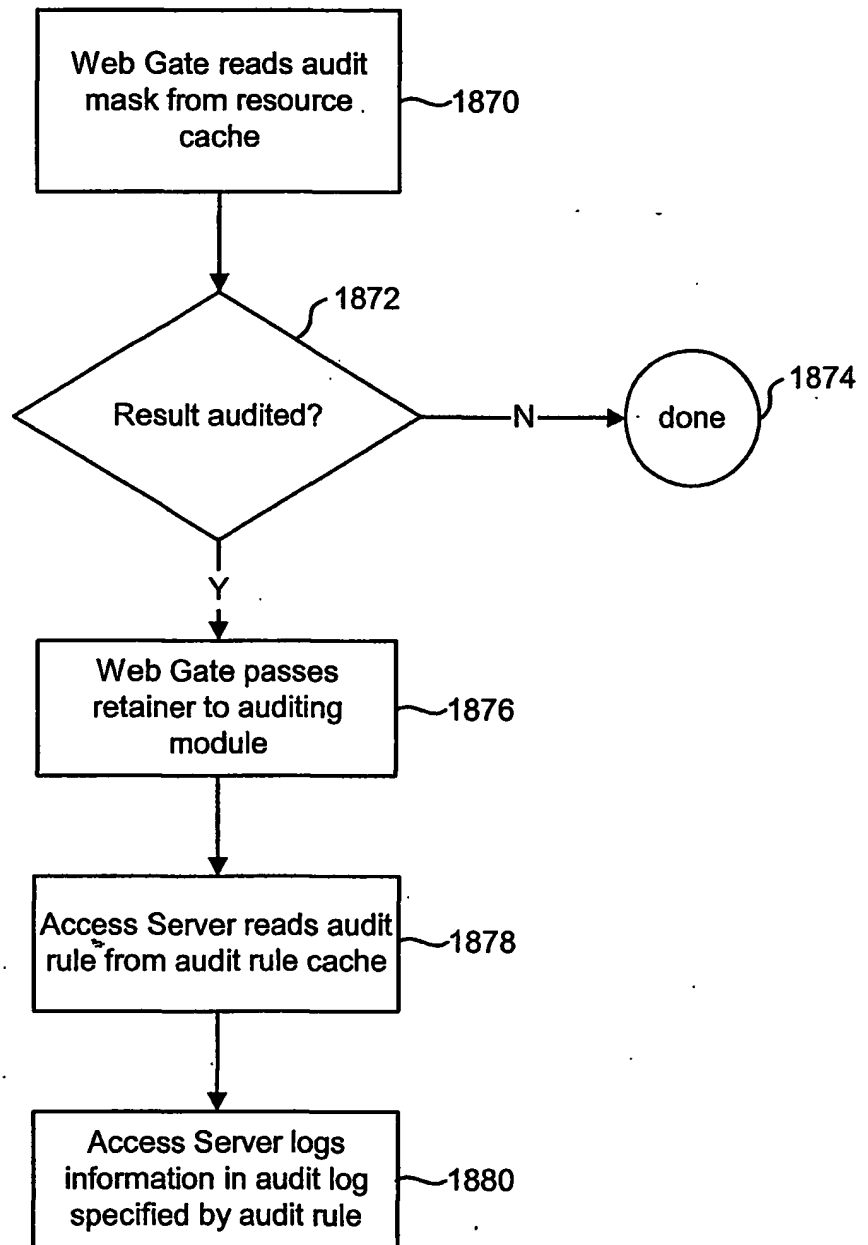 Web Gate reads audit
mask from resource
cache
1870
1872
Result audited?
N
done
1874
Y
Web Gate passes
retainer to auditing
module
1876
Access Server reads audit
rule from audit rule cache
1878
Access Server logs
information in audit log
specified by audit rule
1880